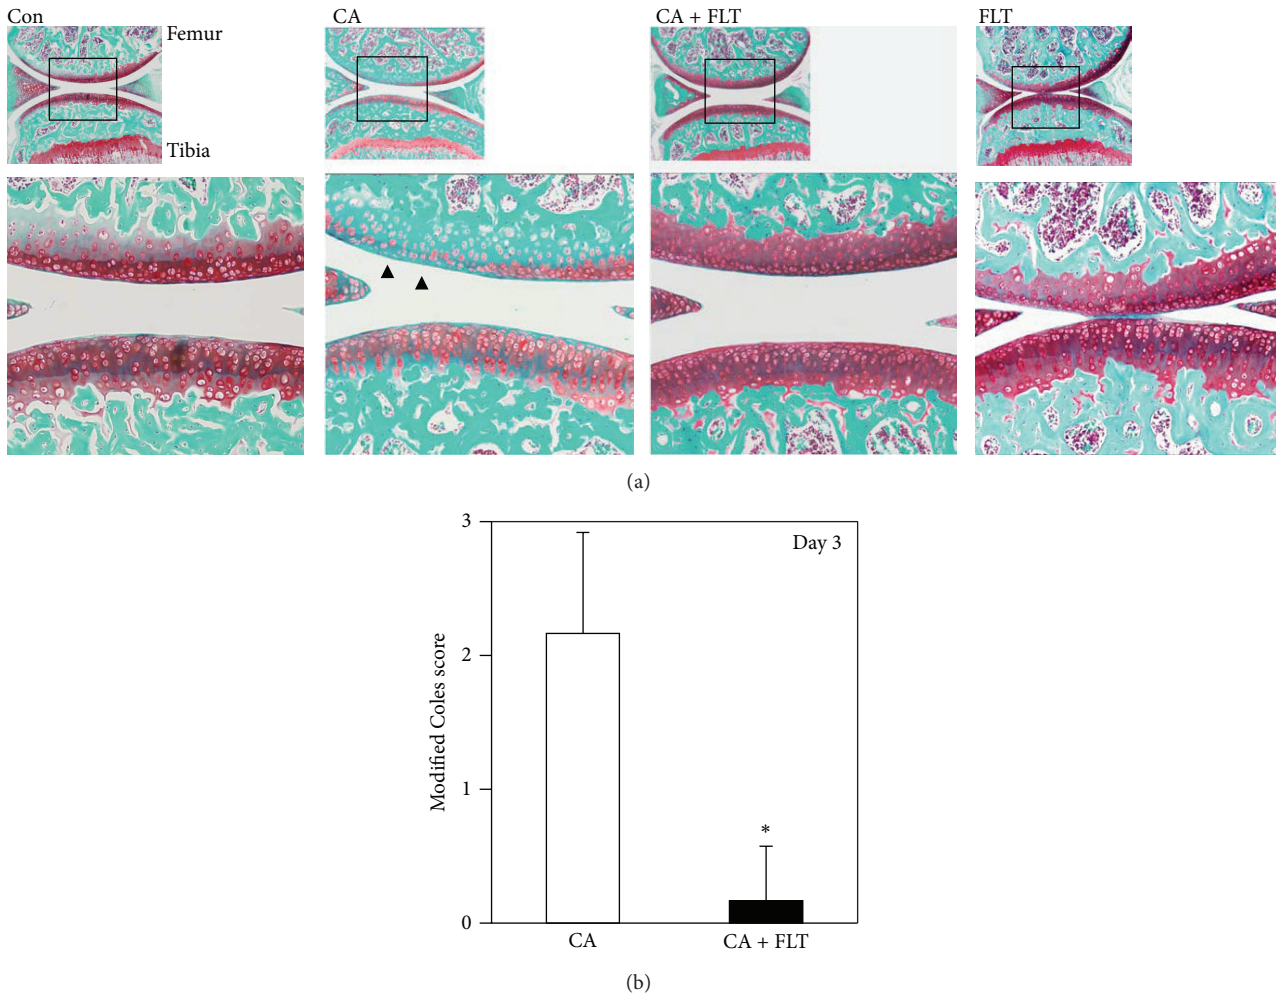 Con
CA
CA + FLT
FLT
Femur
Tibia
(a)
3
2
1
0
Modified Coles score
Day 3
*
CA
CA + FLT
(b)